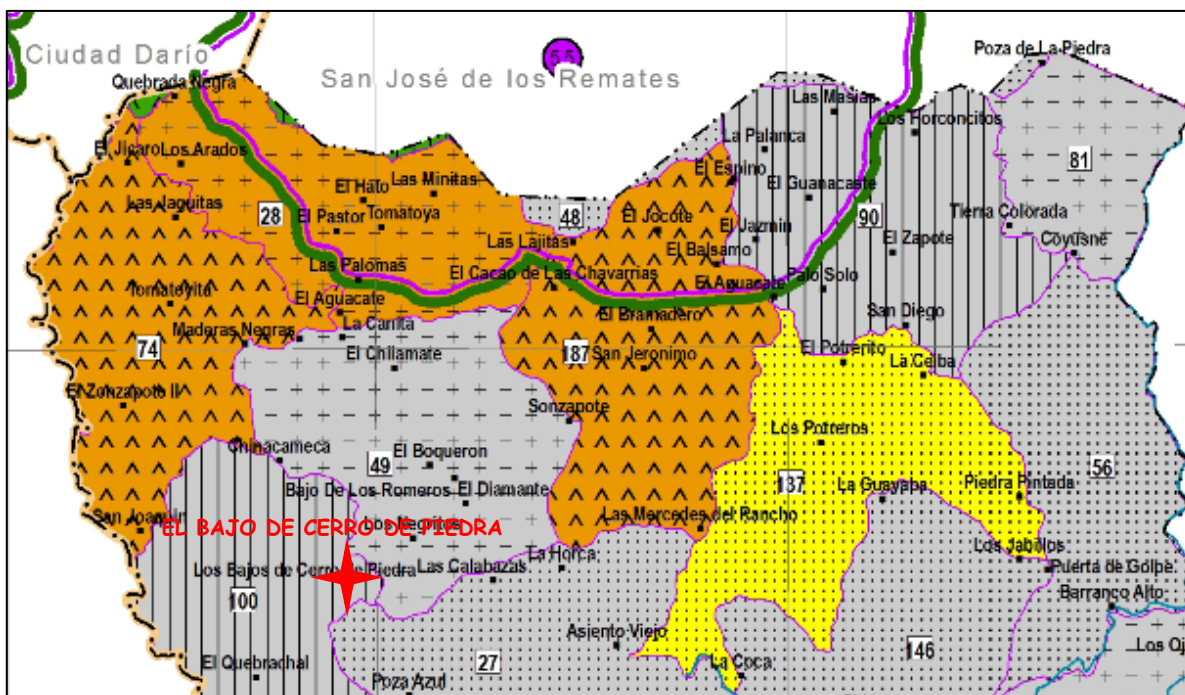 Ciudad Darío
55
Poza de La Piedra
San José de los Remates
Quebrada Negra
Las Masias
Los Horconcitos
La Palanca
El Jicaro
Los Arados
81
El Espino
Las Minitas
El Hato
El Guanacaste
Las Jaguitas
28
El Pastor
Tomatoya
48
El Jocote
90
Tierra Colorada
El Jazmin
El Zapote
Coyusne
Las Lajitas
El Balsamo
Las Palomas
El Cacao de Las Chavarrias
Palo Solo
El Aguacate
Tomatoyita
El Aguacate
El Bramadero
San Diego
Maderas Negras
La Canita
74
El Chilamate
187
San Jeronimo
El Potrerito
La Ceiba
El Zonzapote II
Sonzapote
Los Potreros
Chinacameca
El Boqueron
49
56
137
Bajo De Los Romeros
El Diamante
La Guayaba
Piedra Pintada
San Joaquin
EL BAJO DE CERRO DE PIEDRA
Los Negritos
Las Mercedes del Rancho
La Horca
Los Jabillos
Los Bajos de Cerro de Piedra
Las Calabazas
Puerta de Golpe
100
Barranco Alto
Asiento Viejo
146
Los Oj
El Quebrachal
27
La Coca
Poza Azul